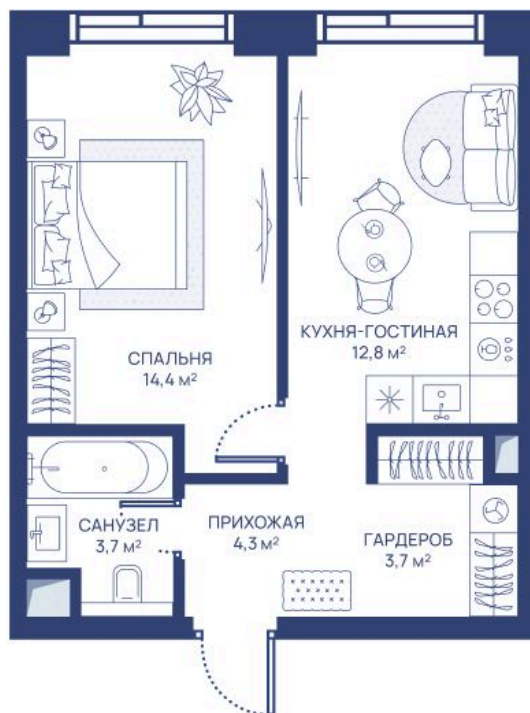 КУХНЯ-ГОСТИНАЯ
12,8 м²
СПАЛЬНЯ
14,4 м²
САНУЗЕЛ
3,7 м²
ПРИХОЖАЯ
4,3 м²
ГАРДЕРОБ
3,7 м²